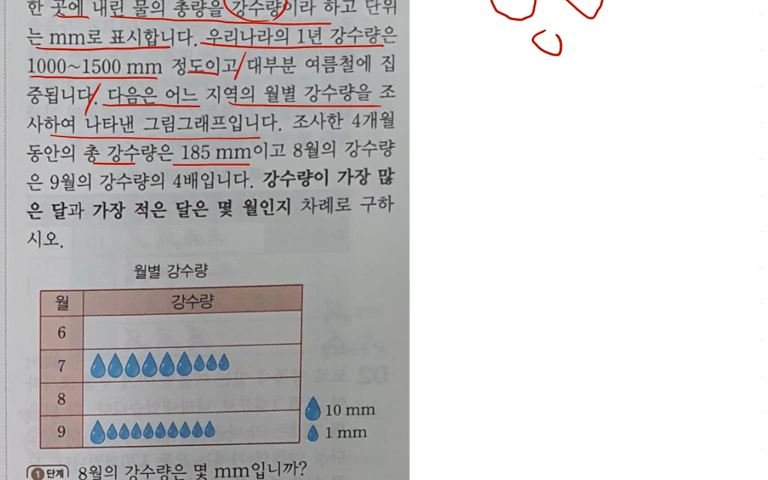 한 곳에 내린 물의 총량을 강수량이라 하고 단위
는 mm로 표시합니다. 우리나라의 1년 강수량은
1000~1500 mm 정도이고 대부분 여름철에 집
중됩니다. 다음은 어느 지역의 월별 강수량을 조
사하여 나타낸 그림그래프입니다. 조사한 4개월
동안의 총 강수량은 185 mm이고 8월의 강수량
은 9월의 강수량의 4배입니다. 강수량이 가장 많
은 달과 가장 적은 달은 몇 월인지 차례로 구하
시오.
월별 강수량
월 강수량
6
7
8
9
10 mm
1 mm
1단계 8월의 강수량은 몇 mm입니까?